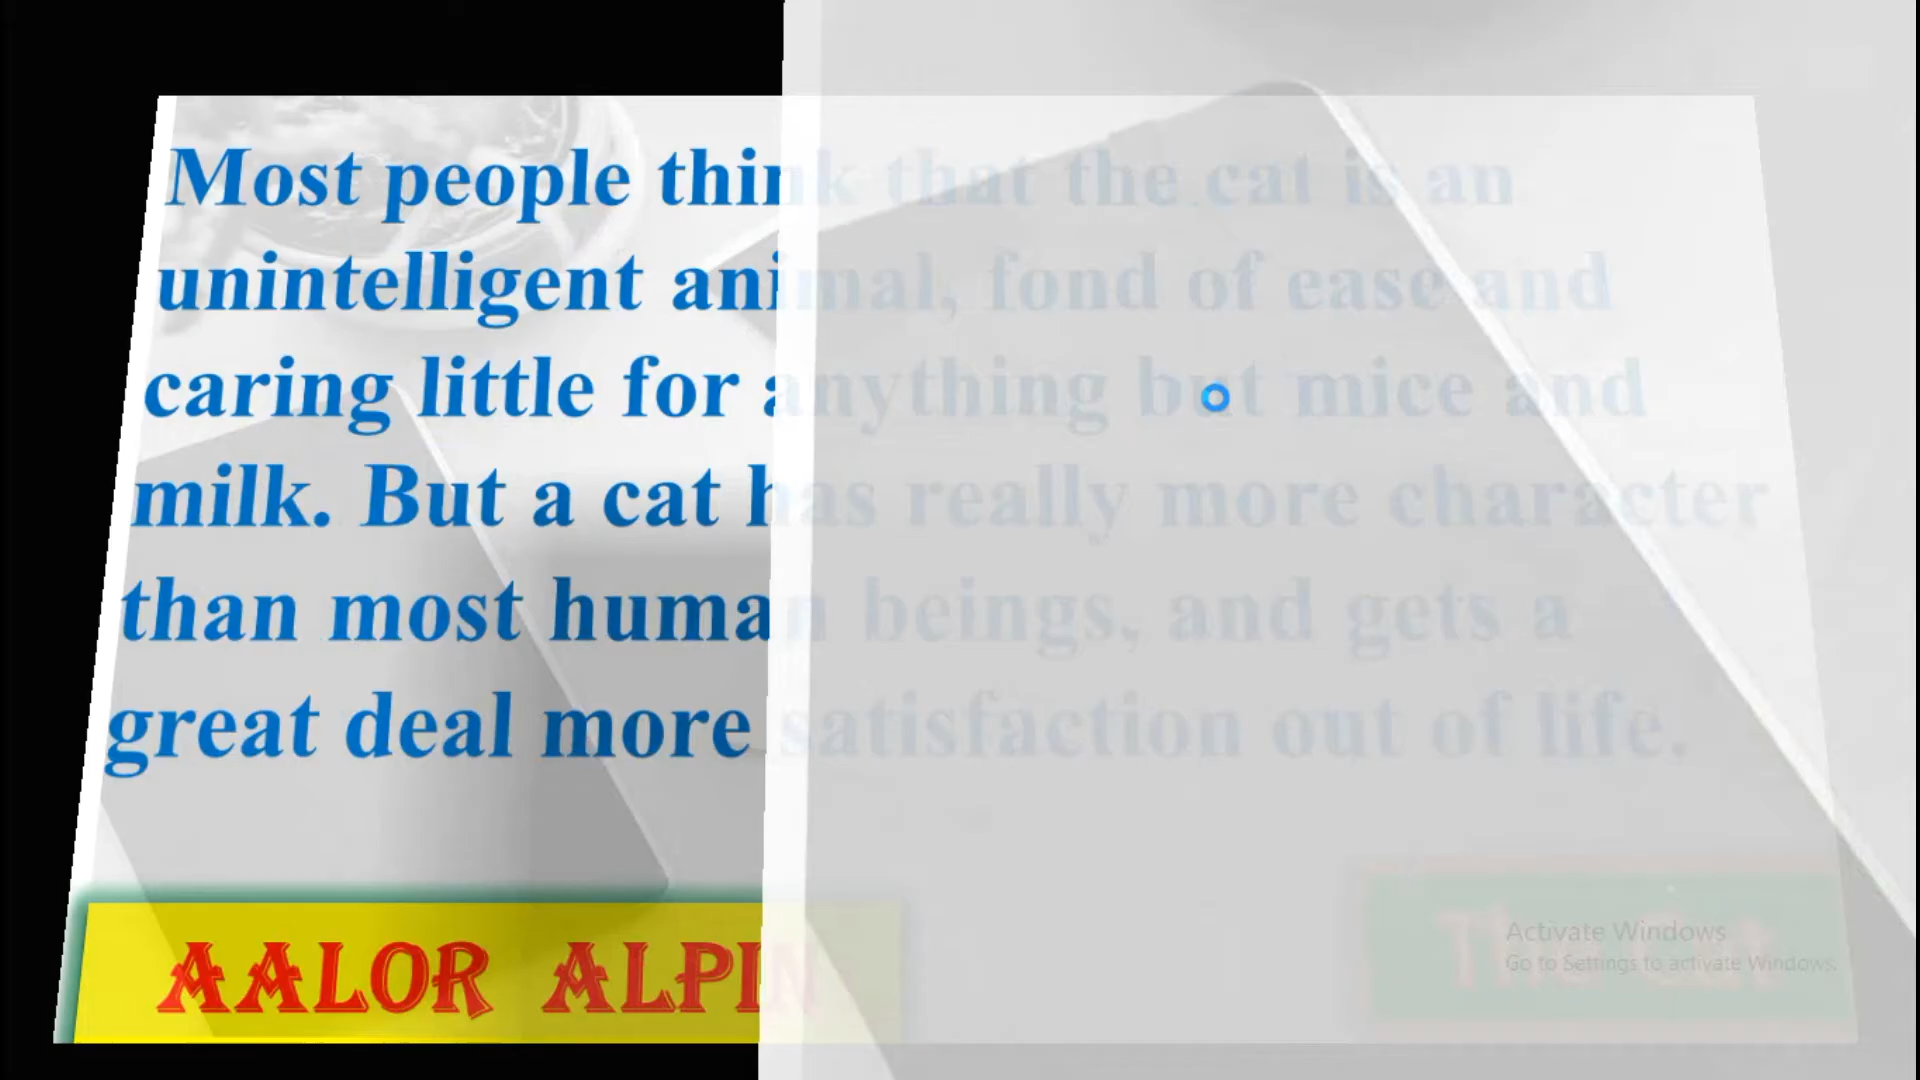 Most people think that the cat is an
unintelligent animal, fond of ease and
caring little for anything but mice and
milk. But a cat has really more character
than most human beings, and gets a
great deal more satisfaction out of life.
AALOR ALPIN
The Cat
Activate Windows
Go to Settings to activate Windows.